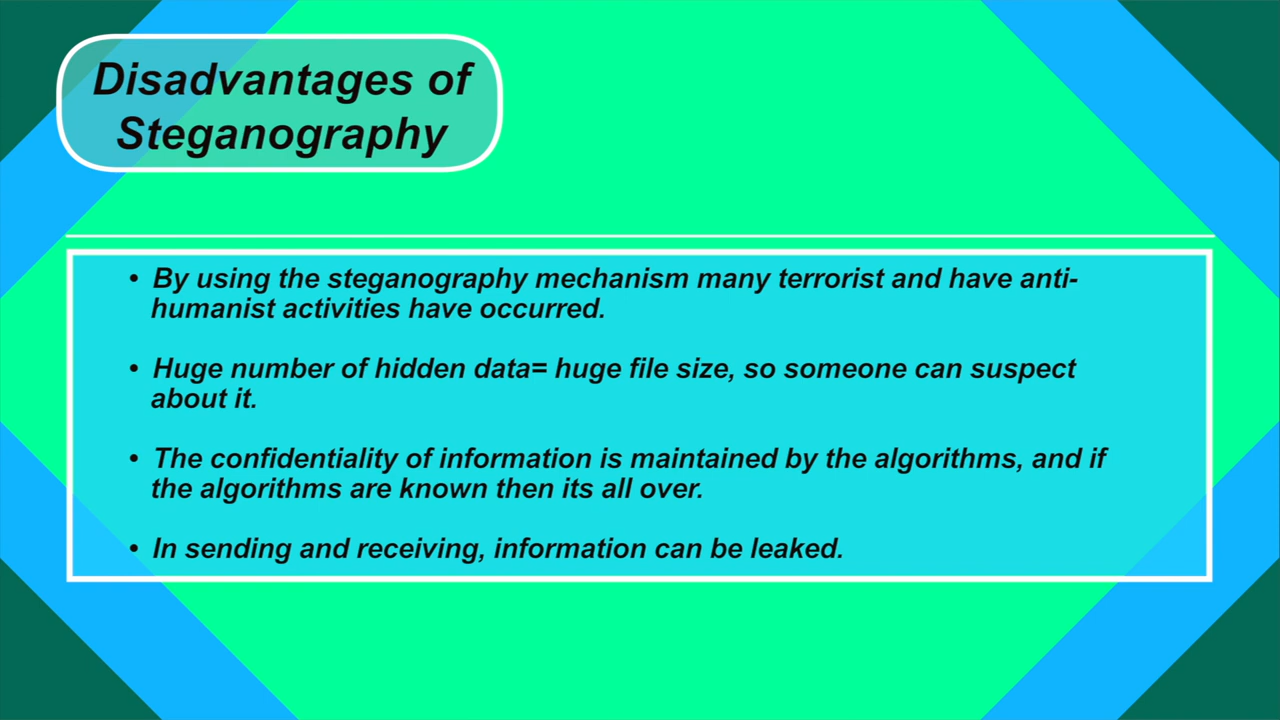 Disadvantages of
Steganography
• By using the steganography mechanism many terrorist and have anti-
humanist activities have occurred.
• Huge number of hidden data= huge file size, so someone can suspect
about it.
• The confidentiality of information is maintained by the algorithms, and if
the algorithms are known then its all over.
• In sending and receiving, information can be leaked.